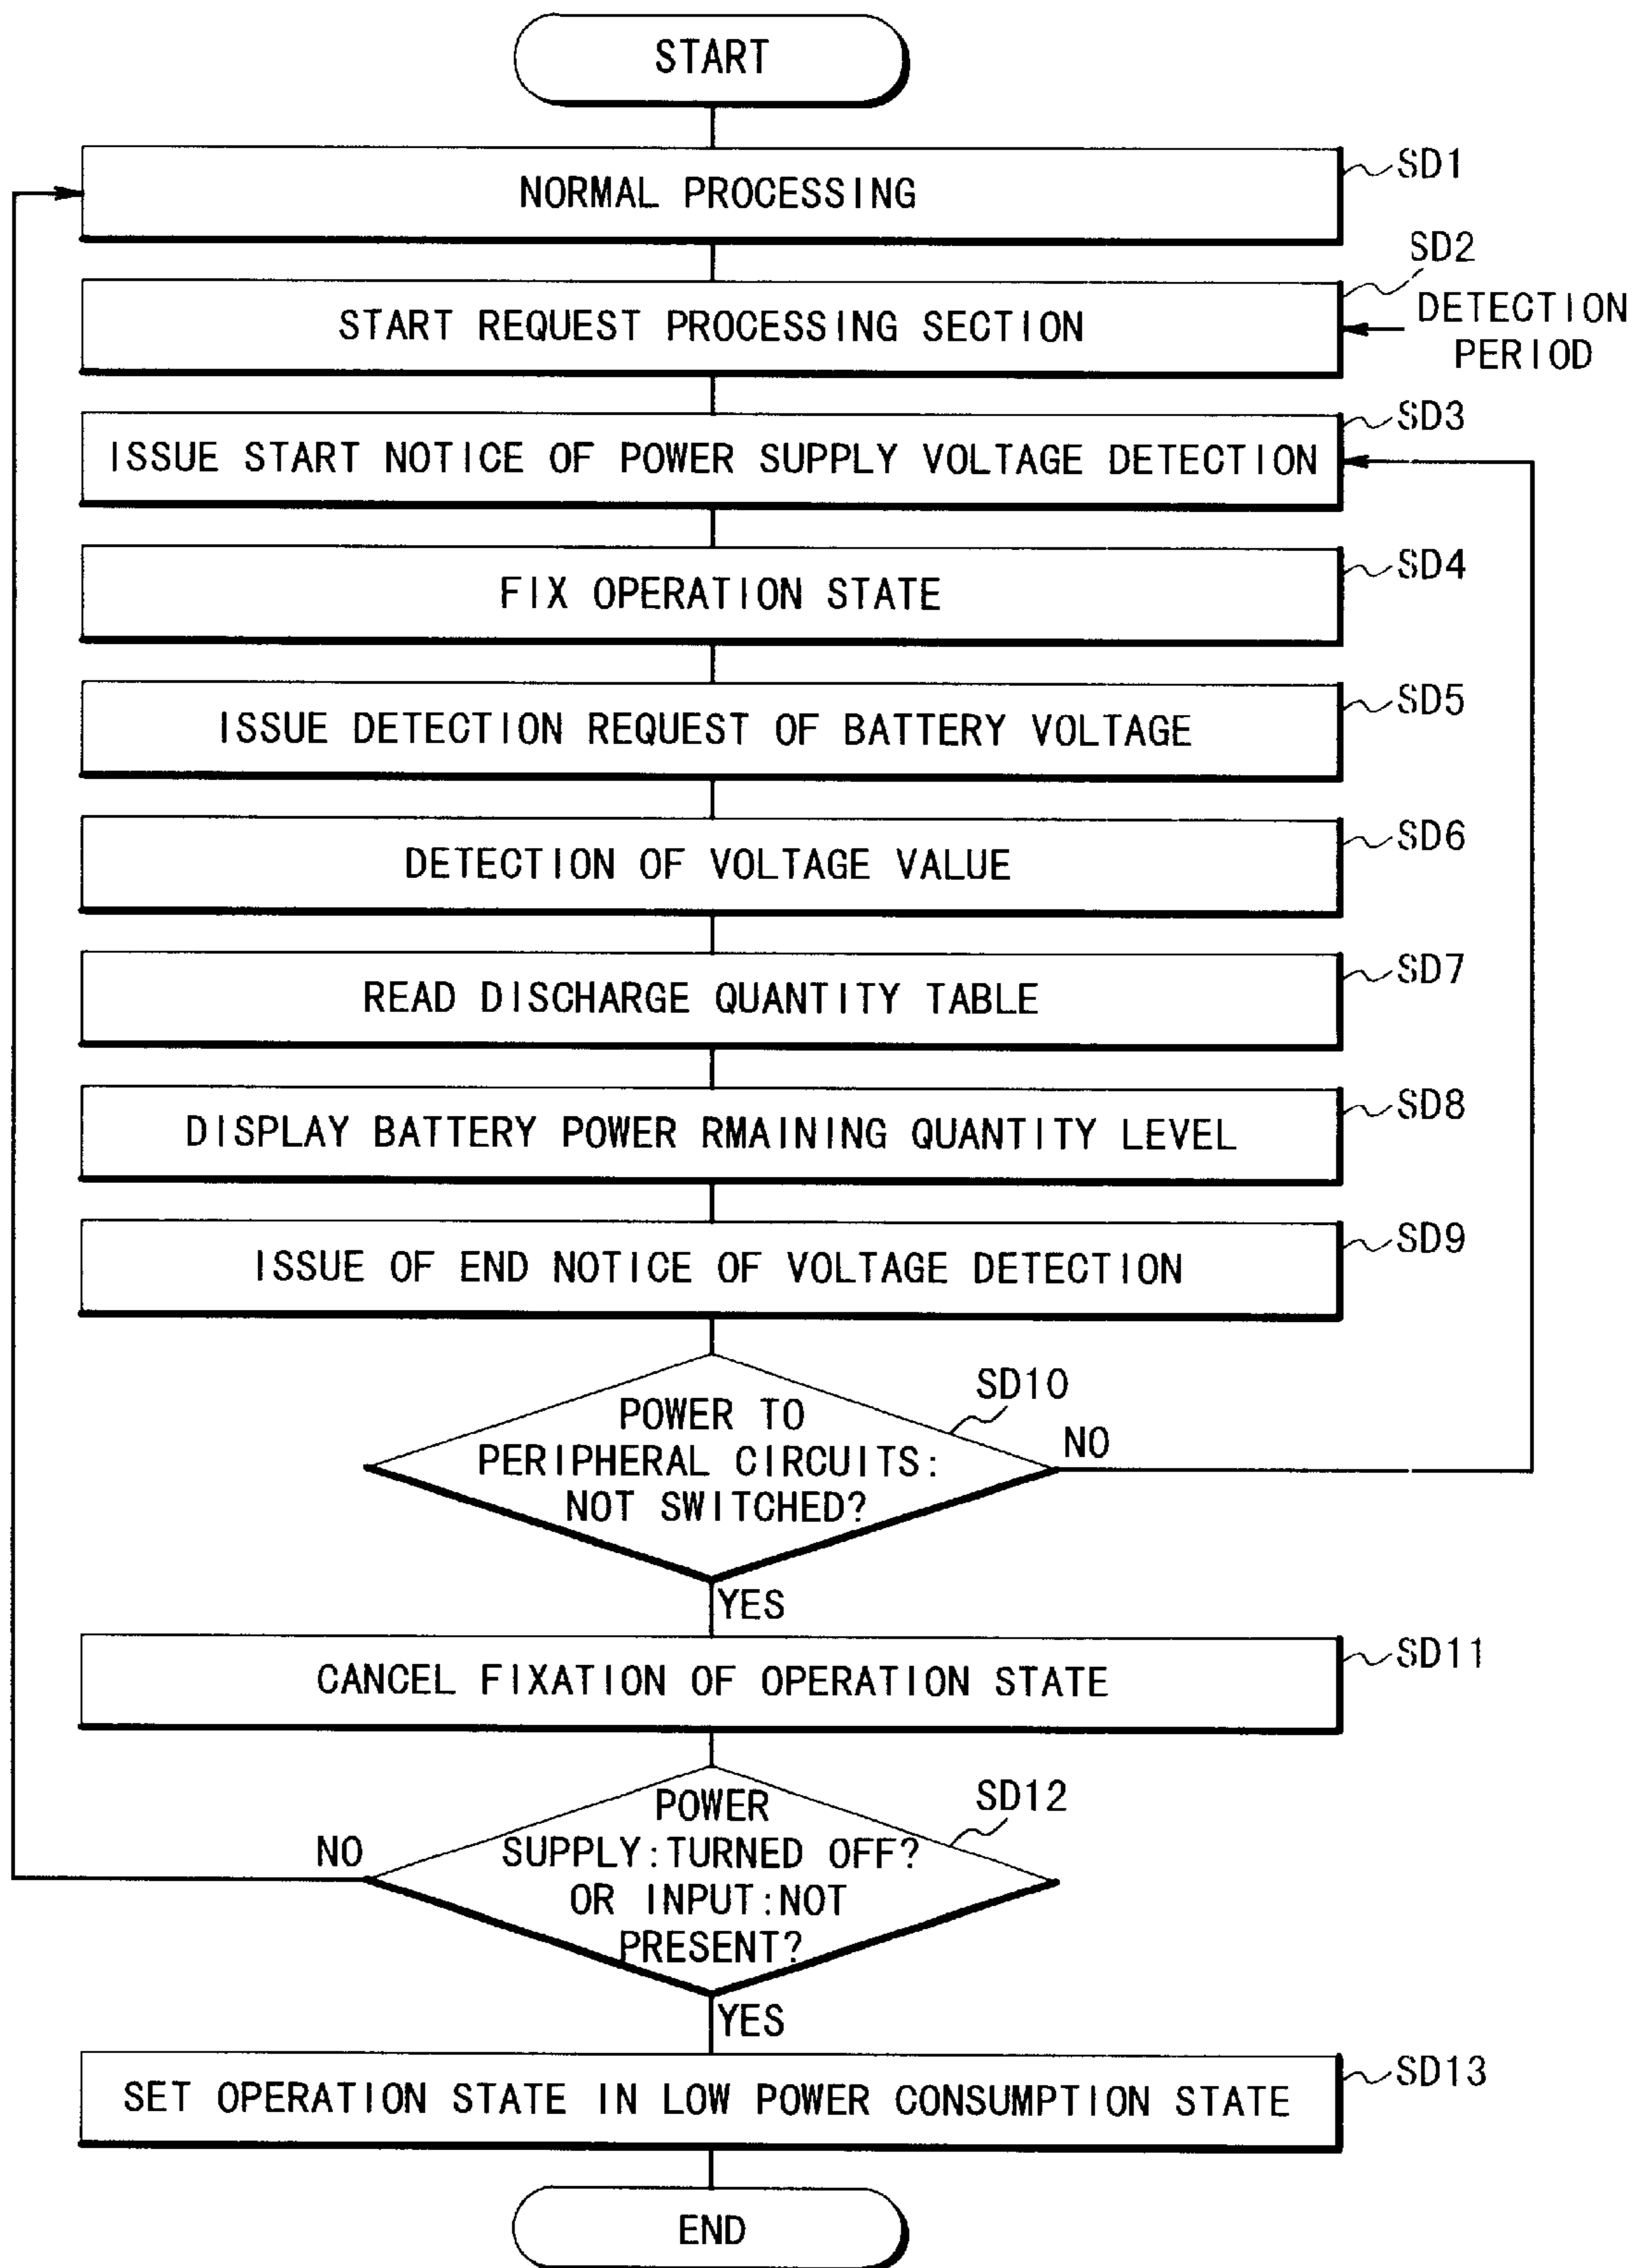 START
NORMAL PROCESSING
SD1
START REQUEST PROCESSING SECTION
SD2
DETECTION
PERIOD
ISSUE START NOTICE OF POWER SUPPLY VOLTAGE DETECTION
SD3
FIX OPERATION STATE
SD4
ISSUE DETECTION REQUEST OF BATTERY VOLTAGE
SD5
DETECTION OF VOLTAGE VALUE
SD6
READ DISCHARGE QUANTITY TABLE
SD7
DISPLAY BATTERY POWER RMAINING QUANTITY LEVEL
SD8
ISSUE OF END NOTICE OF VOLTAGE DETECTION
SD9
POWER TO
PERIPHERAL CIRCUITS:
NOT SWITCHED?
SD10
NO
YES
CANCEL FIXATION OF OPERATION STATE
SD11
POWER
SUPPLY:TURNED OFF?
OR INPUT:NOT
PRESENT?
SD12
NO
YES
SET OPERATION STATE IN LOW POWER CONSUMPTION STATE
SD13
END